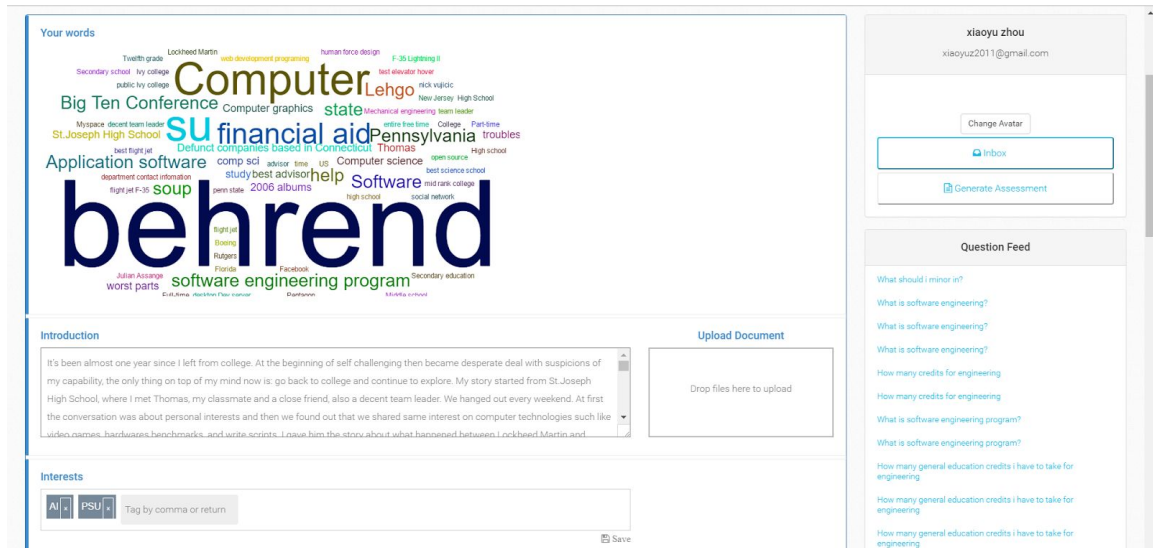 Your words
Lockheed Martin
human force design
Twelfth grade
web development programing
F-35 Lightning II
Secondary school
Ivy college
Computer
test elevator hover
public Ivy college
Lehgo
nick vujicic
Big Ten Conference
Computer graphics
state
New Jersey
High School
Mechanical engineering
team leader
Myspace
decent team leader
su
financial aid
entire free time
College
Part-time
St.Joseph High School
Pennsylvania
troubles
best flight jet
Defunct companies based in Connecticut
Thomas
High school
Application software
comp sci
advisor
time
US
Computer science
open source
department contact infomation
study
best advisor
help
Software
best science school
mid rank college
flight jet F-35
soup
penn state
2006 albums
high school
social network
behrend
flight jet
Boeing
Rutgers
Florida
Julian Assange
Facebook
worst parts
software engineering program
Secondary education
Full-time
Pentagon
Middle school
Introduction
It's been almost one year since I left from college. At the beginning of self challenging then became desperate deal with suspicions of
my capability, the only thing on top of my mind now is: go back to college and continue to explore. My story started from St.Joseph
High School, where I met Thomas, my classmate and a close friend, also a decent team leader. We hanged out every weekend. At first
the conversation was about personal interests and then we found out that we shared same interest on computer technologies such like
video games, hardwares benchmarks, and write scripts. I gave him the story about what happened between Lockheed Martin and
Upload Document
Drop files here to upload
Interests
AI x
PSU x
Tag by comma or return
Save
xiaoyu zhou
xiaoyuz2011@gmail.com
Change Avatar
Inbox
Generate Assessment
Question Feed
What should i minor in?
What is software engineering?
What is software engineering?
What is software engineering?
How many credits for engineering
How many credits for engineering
What is software engineering program?
What is software engineering program?
How many general education credits i have to take for
engineering
How many general education credits i have to take for
engineering
How many general education credits i have to take for
engineering